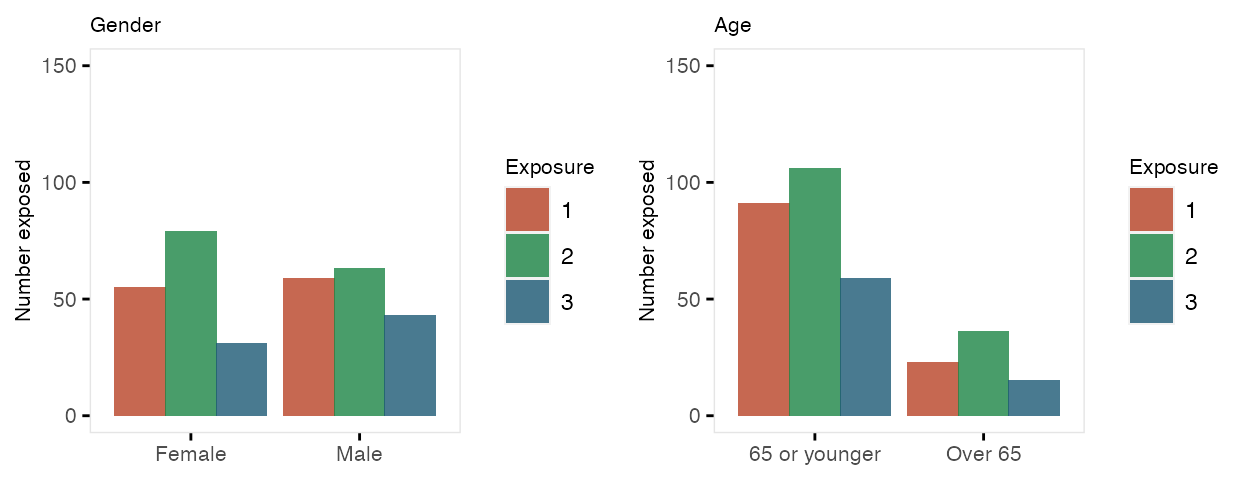 Gender
150
100
50
0
Number exposed
Female Male
Exposure
1
2
3
Age
150
100
50
0
Number exposed
65 or younger Over 65
Exposure
1
2
3